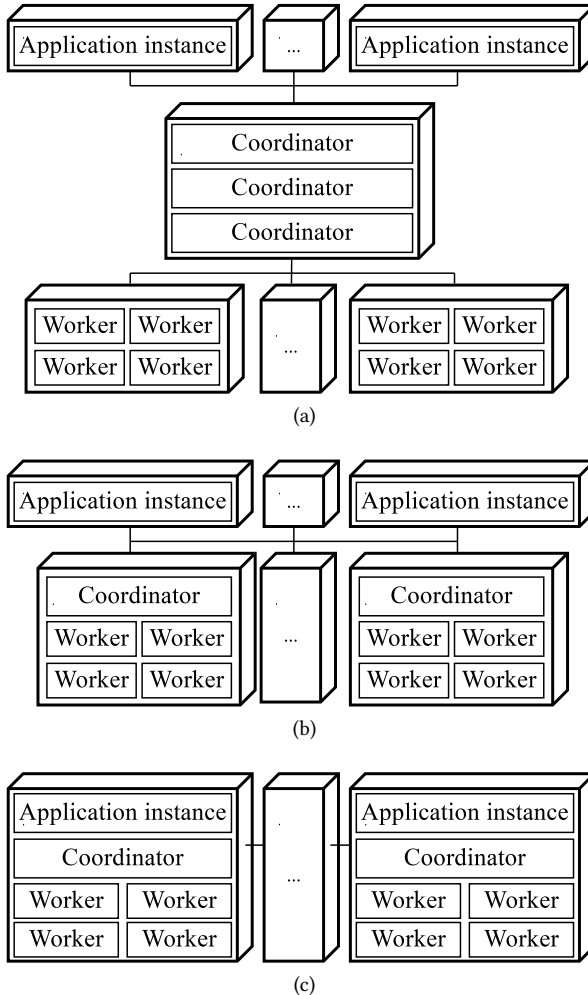 Application instance ... Application instance
Coordinator
Coordinator
Coordinator
Worker Worker ... Worker Worker
Worker Worker Worker Worker
(a)
Application instance ... Application instance
Coordinator Coordinator
Worker Worker ... Worker Worker
Worker Worker Worker Worker
(b)
Application instance Application instance
Coordinator ... Coordinator
Worker Worker Worker Worker
Worker Worker Worker Worker
(c)